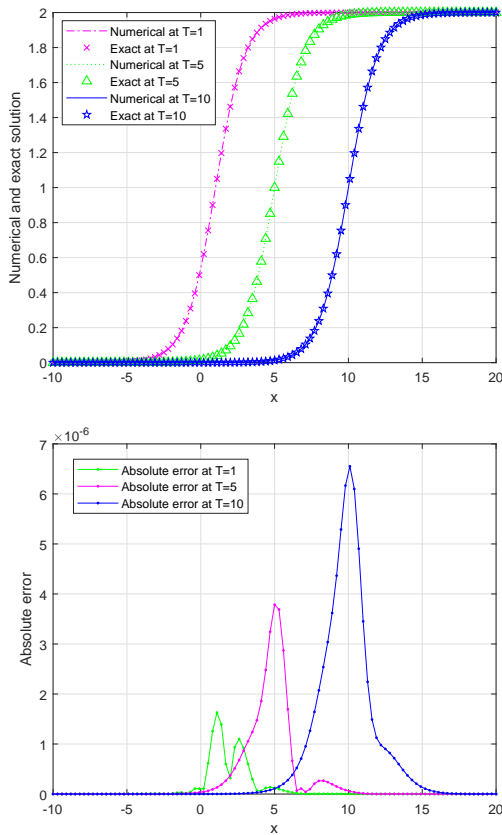 2
1.8
1.6
1.4
1.2
1
0.8
0.6
0.4
0.2
0
Numerical and exact solution
Numerical at T=1
Exact at T=1
Numerical at T=5
Exact at T=5
Numerical at T=10
Exact at T=10
-10 -5 0 5 10 15 20
x
×10^-6
7
6
5
4
3
2
1
0
Absolute error
Absolute error at T=1
Absolute error at T=5
Absolute error at T=10
-10 -5 0 5 10 15 20
x